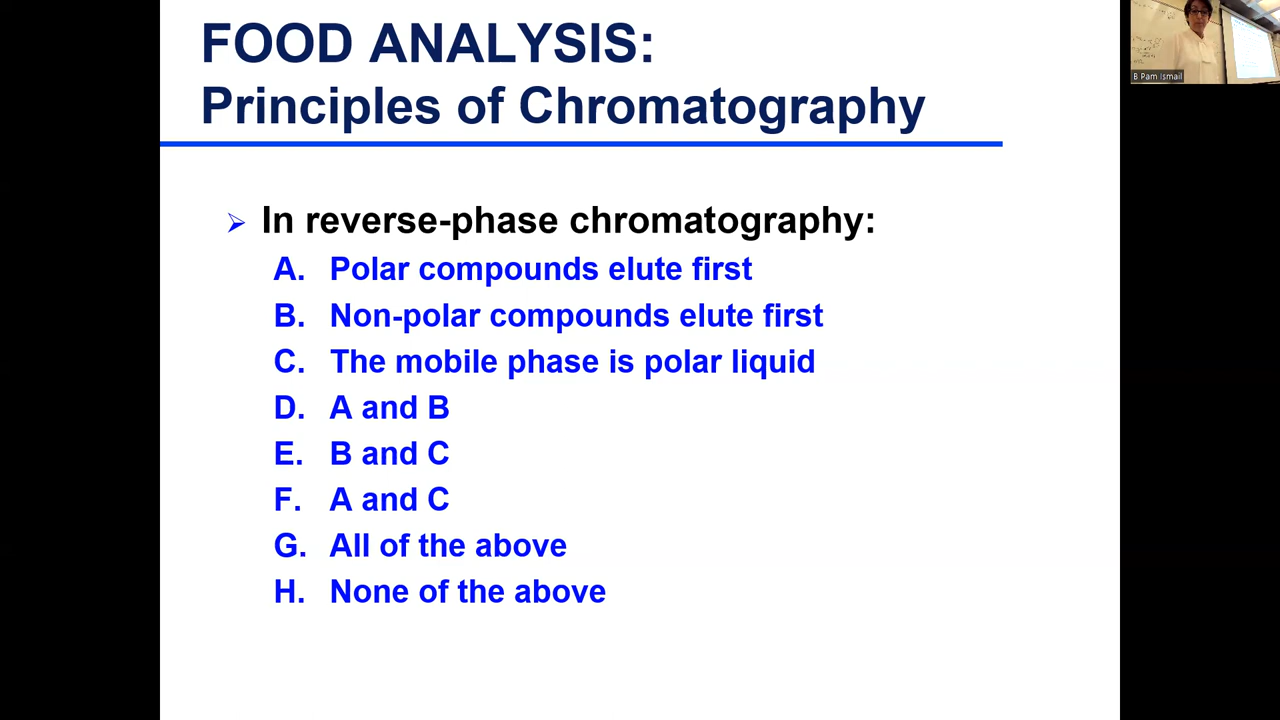 FOOD ANALYSIS:
Principles of Chromatography
In reverse-phase chromatography:
A. Polar compounds elute first
B. Non-polar compounds elute first
C. The mobile phase is polar liquid
D. A and B
E. B and C
F. A and C
G. All of the above
H. None of the above
B Pam Ismail